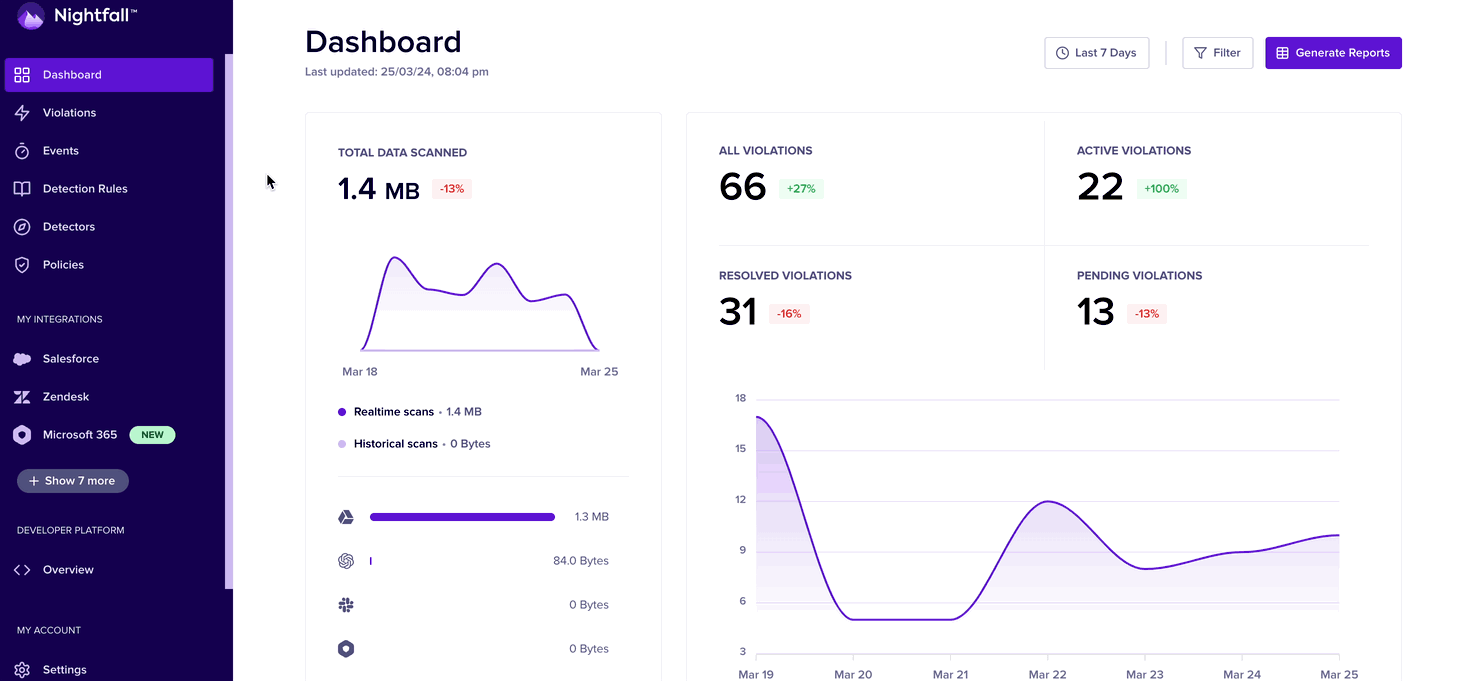 Nightfall™
Dashboard
Violations
Events
Detection Rules
Detectors
Policies
MY INTEGRATIONS
Salesforce
Zendesk
Microsoft 365 NEW
+ Show 7 more
DEVELOPER PLATFORM
Overview
MY ACCOUNT
Settings
Dashboard
Last updated: 25/03/24, 08:04 pm
Last 7 Days
Filter
Generate Reports
TOTAL DATA SCANNED
1.4 MB -13%
Mar 18 Mar 25
Realtime scans • 1.4 MB
Historical scans • 0 Bytes
1.3 MB
84.0 Bytes
0 Bytes
0 Bytes
ALL VIOLATIONS
66 +27%
ACTIVE VIOLATIONS
22 +100%
RESOLVED VIOLATIONS
31 -16%
PENDING VIOLATIONS
13 -13%
18
15
12
9
6
3
Mar 19 Mar 20 Mar 21 Mar 22 Mar 23 Mar 24 Mar 25